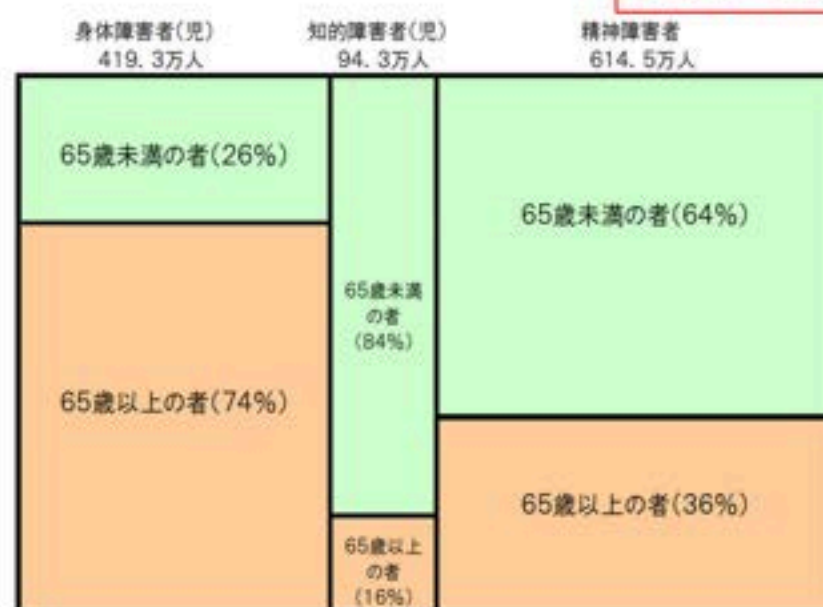 身体障害者(児)
419.3万人
知的障害者(児)
94.3万人
精神障害者
614.5万人
65歳未満の者(26%)
65歳以上の者(74%)
65歳未満
の者
(84%)
65歳以上
の者
(16%)
65歳未満の者(64%)
65歳以上の者(36%)